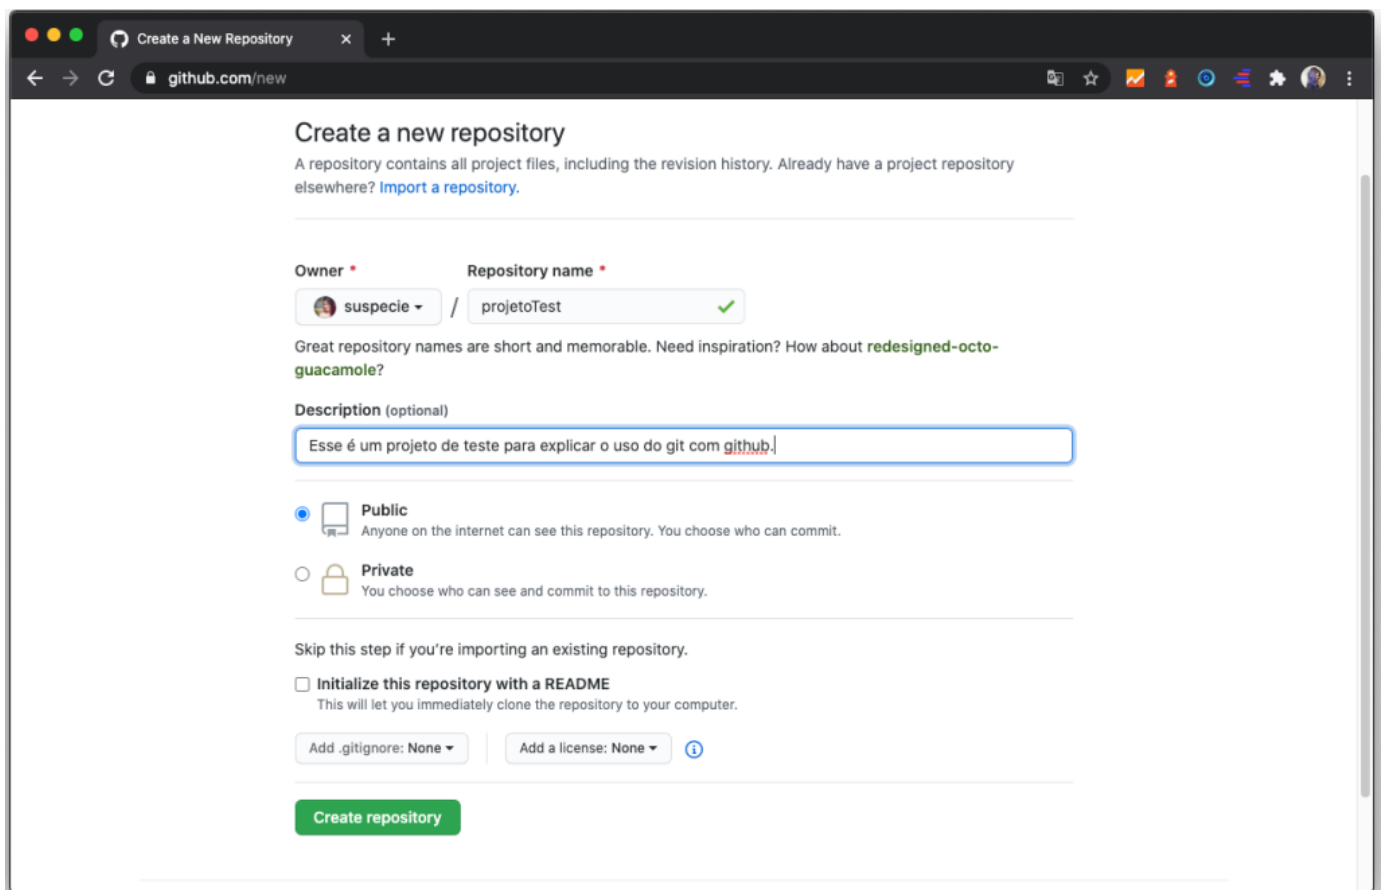 Create a New Repository
github.com/new
Create a new repository
A repository contains all project files, including the revision history. Already have a project repository
elsewhere? Import a repository.
Owner * Repository name *
suspecie / projetoTest
Great repository names are short and memorable. Need inspiration? How about redesigned-octo-
guacamole?
Description (optional)
Esse é um projeto de teste para explicar o uso do git com github.
Public
Anyone on the internet can see this repository. You choose who can commit.
Private
You choose who can see and commit to this repository.
Skip this step if you're importing an existing repository.
Initialize this repository with a README
This will let you immediately clone the repository to your computer.
Add .gitignore: None Add a license: None
Create repository